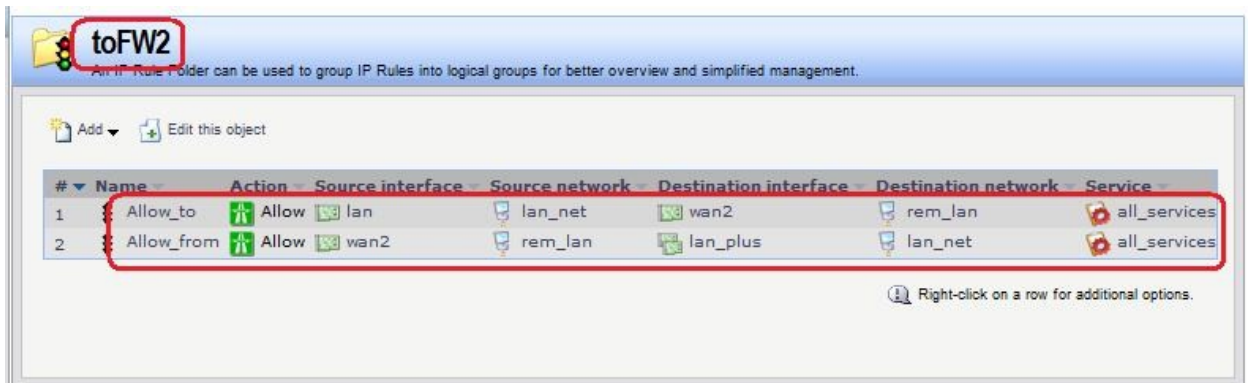 toFW2
An IP Rule Folder can be used to group IP Rules into logical groups for better overview and simplified management.
Add Edit this object
# Name Action Source interface Source network Destination interface Destination network Service
1 Allow_to Allow lan lan_net wan2 rem_lan all_services
2 Allow_from Allow wan2 rem_lan lan_plus lan_net all_services
Right-click on a row for additional options.